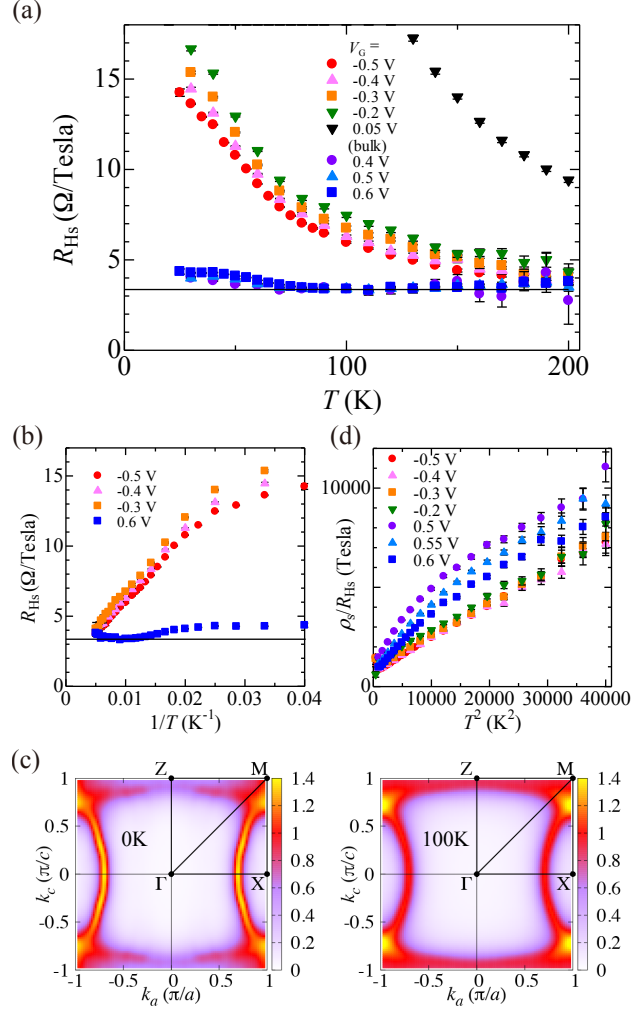 (a)
V_G =
-0.5 V
-0.4 V
-0.3 V
-0.2 V
0.05 V
(bulk)
0.4 V
0.5 V
0.6 V
15
10
5
0
R_Hs (Ω/Tesla)
0 100 200
T (K)
(b)
-0.5 V
-0.4 V
-0.3 V
0.6 V
15
10
5
0
R_Hs (Ω/Tesla)
0 0.01 0.02 0.03 0.04
1/T (K⁻¹)
(d)
-0.5 V
-0.4 V
-0.3 V
-0.2 V
0.5 V
0.55 V
0.6 V
10000
0
ρ_s/R_Hs (Tesla)
0 10000 20000 30000 40000
T² (K²)
(c)
Z M
0K
Γ X
1
0.5
0
-0.5
-1
k_c (π/c)
-1 -0.5 0 0.5 1
k_a (π/a)
1.4
1.2
1
0.8
0.6
0.4
0.2
0
Z M
100K
Γ X
1
0.5
0
-0.5
-1
k_c (π/c)
-1 -0.5 0 0.5 1
k_a (π/a)
1.4
1.2
1
0.8
0.6
0.4
0.2
0